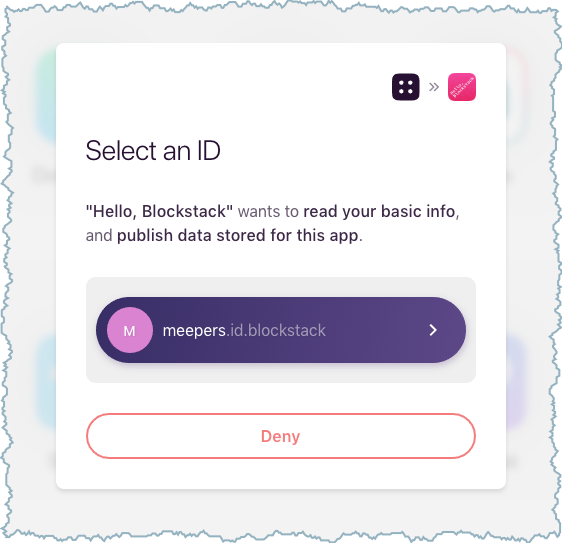 Select an ID
"Hello, Blockstack" wants to read your basic info,
and publish data stored for this app.
M
meepers.id.blockstack
Deny